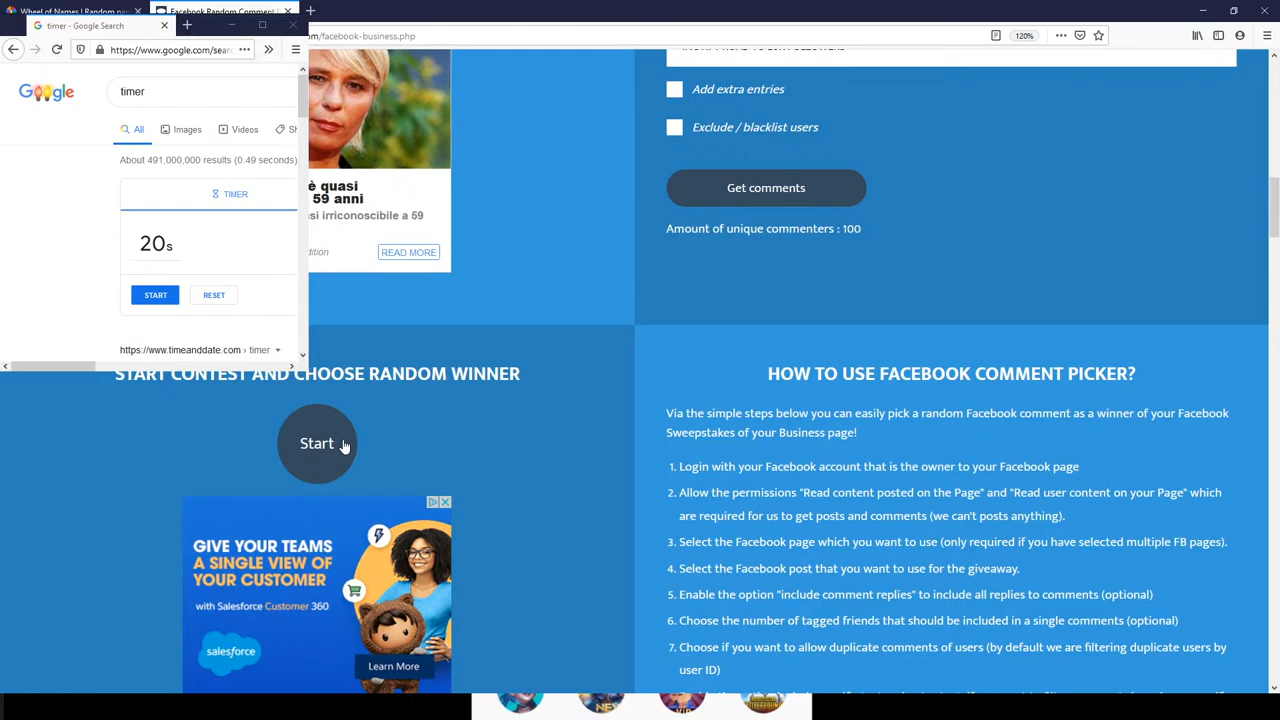 Wheel of Names | Random nam
Facebook Random Comment
timer - Google Search
https://www.google.com/sear
om/facebook-business.php
120%
Google
timer
All
Images
Videos
Sh
About 491,000,000 results (0.49 seconds)
TIMER
20s
START
RESET
https://www.timeanddate.com › timer
è quasi
59 anni
si irriconoscibile a 59
dition
READ MORE
Add extra entries
Exclude / blacklist users
Get comments
Amount of unique commenters : 100
START CONTEST AND CHOOSE RANDOM WINNER
Start
GIVE YOUR TEAMS
A SINGLE VIEW OF
YOUR CUSTOMER
with Salesforce Customer 360
salesforce
Learn More
HOW TO USE FACEBOOK COMMENT PICKER?
Via the simple steps below you can easily pick a random Facebook comment as a winner of your Facebook
Sweepstakes of your Business page!
1. Login with your Facebook account that is the owner to your Facebook page
2. Allow the permissions "Read content posted on the Page" and "Read user content on your Page" which
are required for us to get posts and comments (we can't posts anything).
3. Select the Facebook page which you want to use (only required if you have selected multiple FB pages).
4. Select the Facebook post that you want to use for the giveaway.
5. Enable the option "include comment replies" to include all replies to comments (optional)
6. Choose the number of tagged friends that should be included in a single comments (optional)
7. Choose if you want to allow duplicate comments of users (by default we are filtering duplicate users by
user ID)